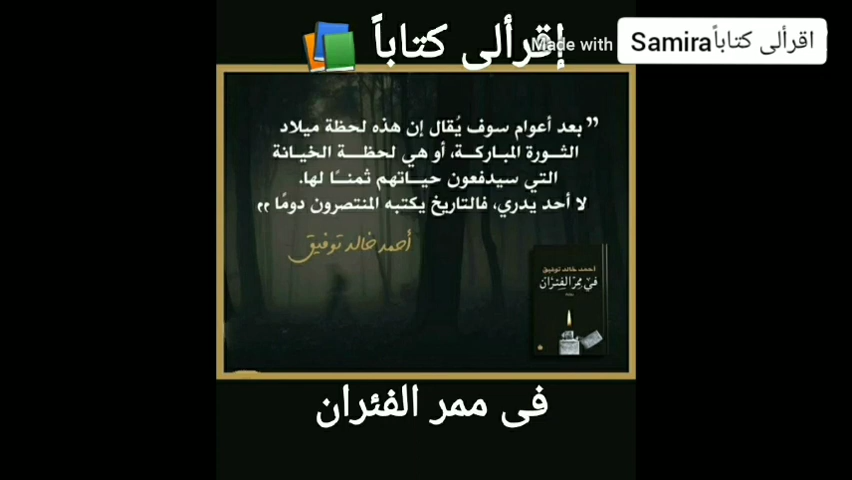 إقرألى كتاباً
Made with
Samira اقرألى كتاباً
” بعد أعوام سوف يُقال إن هذه لحظة ميلاد
الثورة المباركة، أو هي لحظة الخيانة
التي سيدفعون حياتهم ثمنًا لها.
لا أحد يدري، فالتاريخ يكتبه المنتصرون دومًا “
أحمد خالد توفيق
أحمد خالد توفيق
في ممر الفئران
فى ممر الفئران